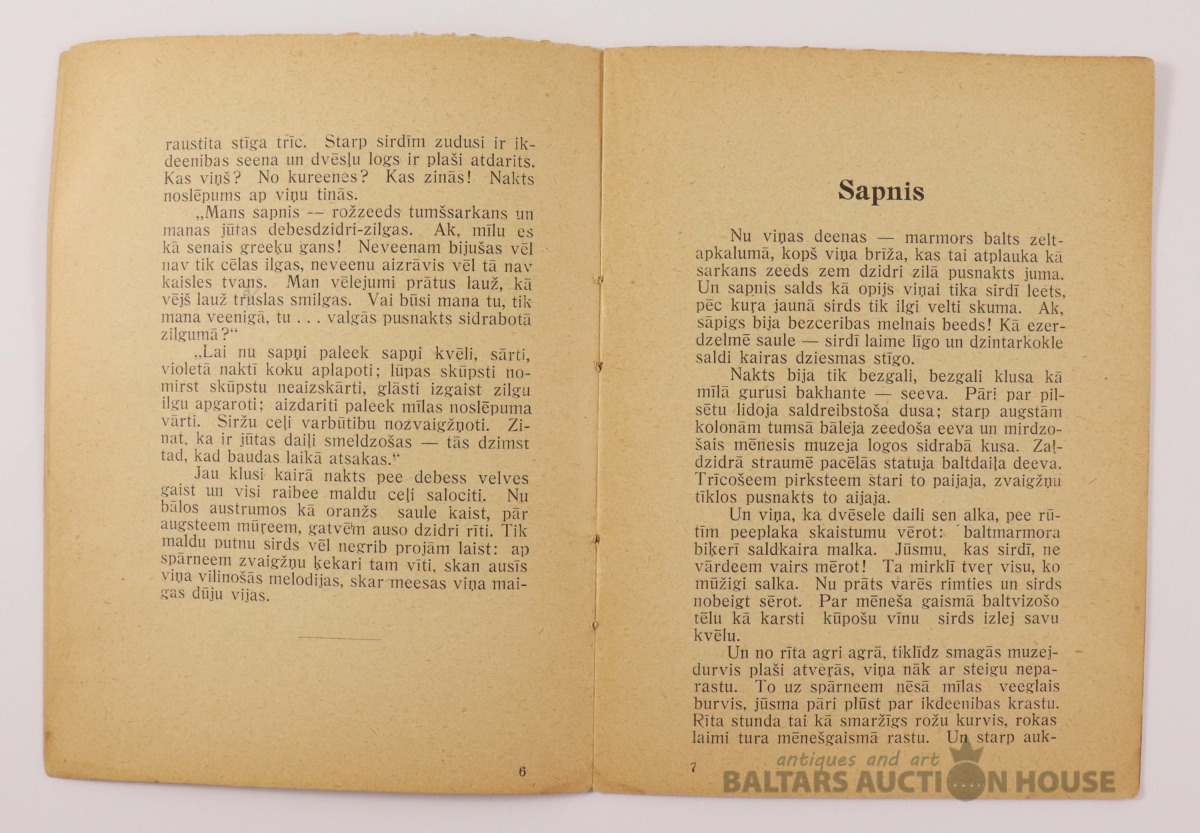 raustita stīga trīc. Starp sirdīm zudusi ir ik-
deenibas seena un dvēsļu logs ir plaši atdarits.
Kas viņš? No kureenes? Kas zinās! Nakts
noslēpums ap viņu tinās.
„Mans sapnis -- rožzeeds tumšsarkans un
manas jūtas debesdzidri-zilgas. Ak, mīlu es
kā senais greeķu gans! Neveenam bijušas vēl
nav tik cēlas ilgas, neveenu aizrāvis vēl tā nav
kaisles tvans. Man vēlejumi prātus lauž, kā
vējš lauž trūslas smilgas. Vai būsi mana tu, tik
mana veenigā, tu . . . valgās pusnakts sidrabotā
zilgumā?“
„Lai nu sapņi paleek sapņi kvēli, sārti,
violetā naktī koku aplapoti; lūpas skūpsti no-
mirst skūpstu neaizskārti, glāsti izgaist zilgu
ilgu apgaroti; aizdariti paleek mīlas noslēpuma
vārti. Siržu ceļi varbūtibu nozvaigžņoti. Zi-
nat, ka ir jūtas daiļi smeldzošas — tās dzimst
tad, kad baudas laikā atsakas.“
Jau klusi kairā nakts pee debess velves
gaist un visi raibee maldu ceļi salociti. Nu
bālos austrumos kā oranžs saule kaist, pār
augsteem mūŗeem, gatvēm auso dzidri rīti. Tik
maldu putnu sirds vēl negrib projām laist: ap
spārneem zvaigžņu ķekari tam vīti, skan ausīs
viņa vilinošās melodijas, skar meesas viņa mai-
gas dūju vijas.
6
Sapnis
Nu viņas deenas — marmors balts zelt-
apkalumā, kopš viņa brīža, kas tai atplauka kā
sarkans zeeds zem dzidri zilā pusnakts juma.
Un sapnis salds kā opijs viņai tika sirdī leets,
pēc kuŗa jaunā sirds tik ilgi velti skuma. Ak,
sāpigs bija bezceribas melnais beeds! Kā ezer-
dzelmē saule — sirdī laime līgo un dzintarkokle
saldi kairas dziesmas stīgo.
Nakts bija tik bezgali, bezgali klusa kā
mīlā gurusi bakhante — seeva. Pāri par pil-
sētu lidoja saldreibstoša dusa; starp augstām
kolonām tumsā bāleja zeedoša eeva un mirdzo-
šais mēnesis muzeja logos sidrabā kusa. Zaļ-
dzidrā straumē pacēlās statuja baltdaiļa deeva.
Trīcošeem pirksteem stari to paijaja, zvaigžņu
tīklos pusnakts to aijaja.
Un viņa, ka dvēsele daili sen alka, pee rū-
tīm peeplaka skaistumu vērot: baltmarmora
biķerī saldkaira malka. Jūsmu, kas sirdī, ne
vārdeem vairs mērot! Ta mirklī tver visu, ko
mūžigi salka. Nu prāts varēs rimties un sirds
nobeigt sērot. Par mēneša gaismā baltvizošo
tēlu kā karsti kūpošu vīnu sirds izlej savu
kvēlu.
Un no rīta agri agrā, tiklīdz smagās muzej-
durvis plaši atveŗās, viņa nāk ar steigu nepa-
rastu. To uz spārneem nēsā mīlas veeglais
burvis, jūsma pāri plūst par ikdeenibas krastu.
Rīta stunda tai kā smaržīgs rožu kurvis, rokas
laimi tura mēnešgaismā rastu. Un starp auk-
7
antiques and art
BALTARS AUCTION HOUSE